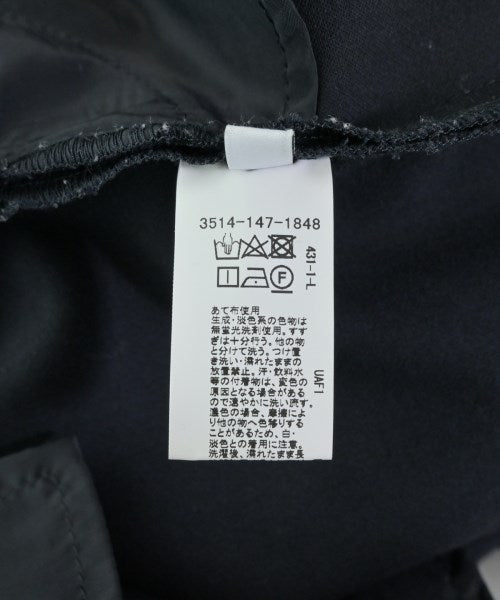 3514-147-1848
431-1-L
F
あて布使用
生成・淡色系の色物は
無蛍光洗剤使用。すす
ぎは十分行う。他の物
と分けて洗う。つけ置
き洗い・濡れたままの
放置禁止。汗・飲料水
等の付着物は、変色の
原因となる場合がある
ので速やかに洗い流す。
濃色の場合、摩擦によ
り他の物へ色移りする
ことがあるため、白・
淡色との着用に注意。
洗濯後、濡れたまま長
UAF1